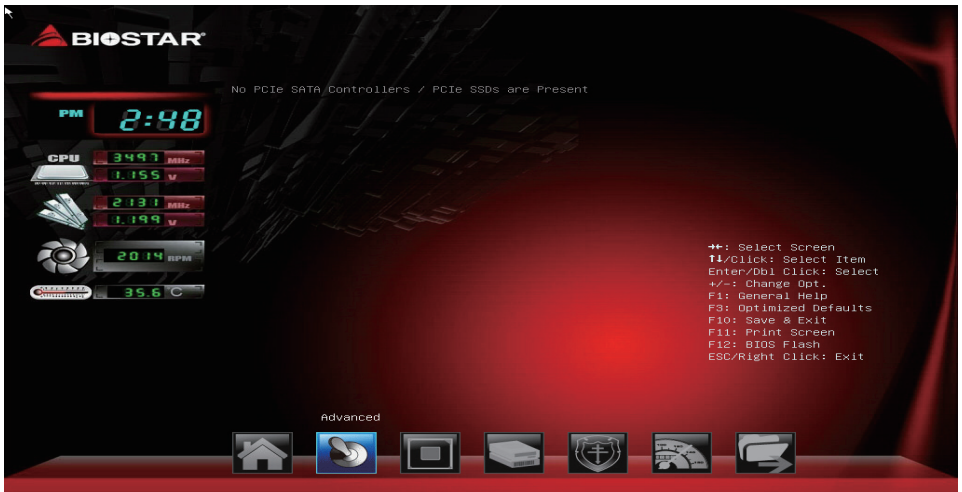 BIOSTAR
No PCIe SATA Controllers / PCIe SSDs are Present
PM 2:48
CPU 3497 MHz
1.155 V
2131 MHz
1.199 V
2014 RPM
35.6 C
→←: Select Screen
↑↓/Click: Select Item
Enter/Dbl Click: Select
+/-: Change Opt.
F1: General Help
F3: Optimized Defaults
F10: Save & Exit
F11: Print Screen
F12: BIOS Flash
ESC/Right Click: Exit
Advanced